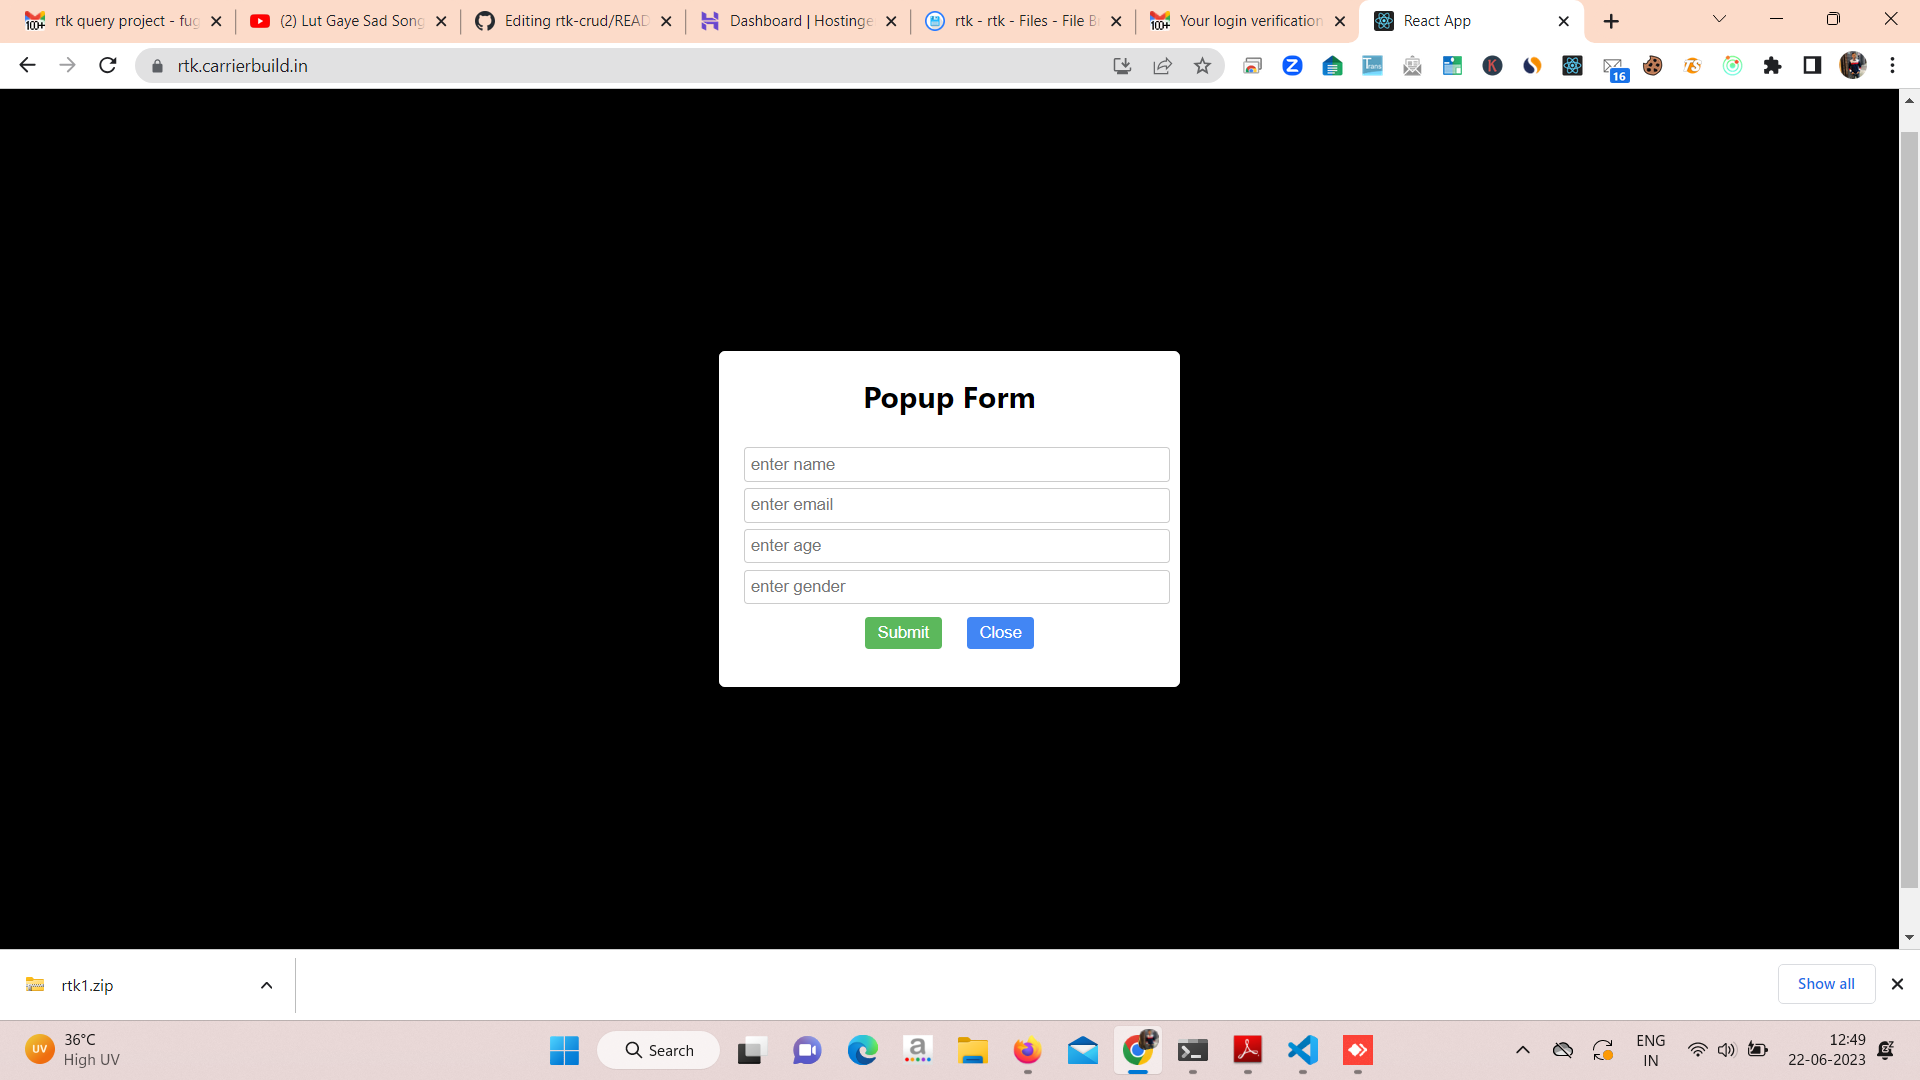 rtk query project - fug
(2) Lut Gaye Sad Song
Editing rtk-crud/READ
Dashboard | Hostinge
rtk - rtk - Files - File B
Your login verification
React App
rtk.carrierbuild.in
16
Popup Form
enter name
enter email
enter age
enter gender
Submit Close
rtk1.zip
Show all
UV
36°C
High UV
Search
ENG
IN
12:49
22-06-2023